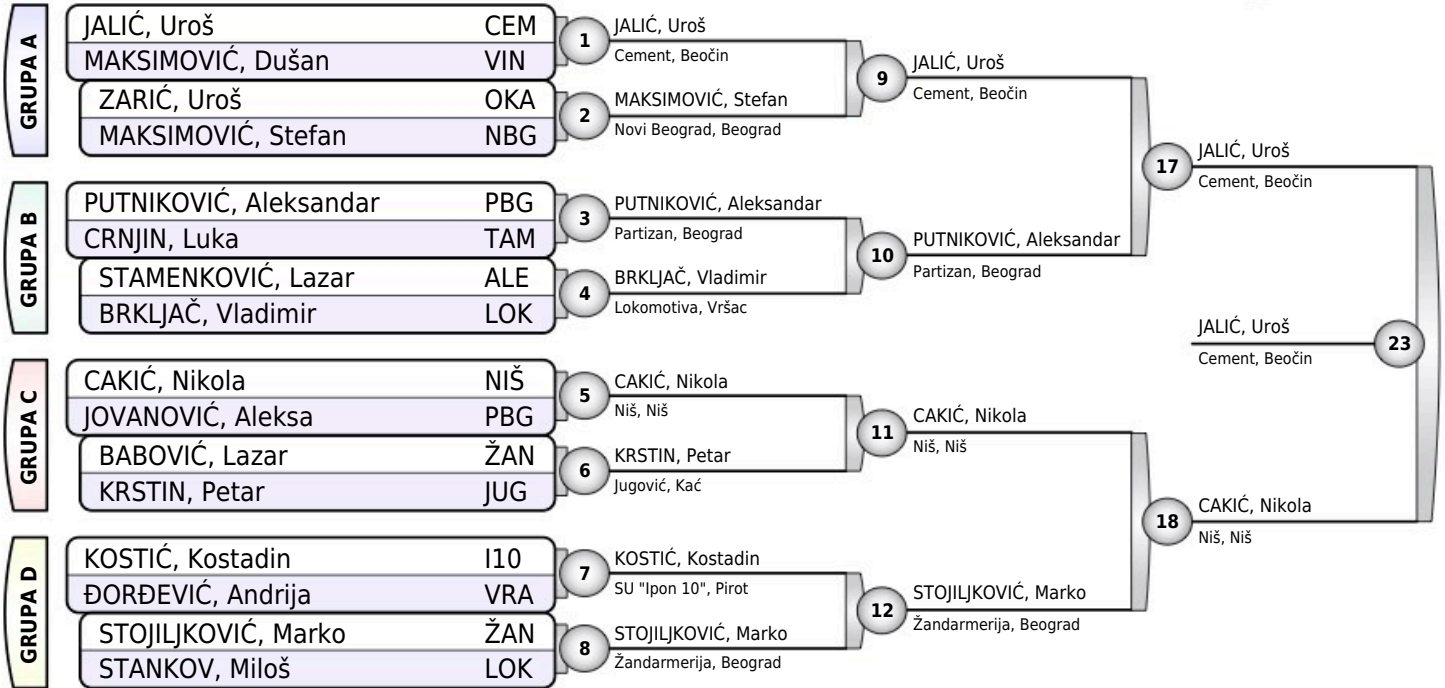 GRUPA A
JALIĆ, Uroš CEM
MAKSIMOVIĆ, Dušan VIN
ZARIĆ, Uroš OKA
MAKSIMOVIĆ, Stefan NBG
GRUPA B
PUTNIKOVIĆ, Aleksandar PBG
CRNJIN, Luka TAM
STAMENKOVIĆ, Lazar ALE
BRKLJAČ, Vladimir LOK
GRUPA C
CAKIĆ, Nikola NIŠ
JOVANOVIĆ, Aleksa PBG
BABOVIĆ, Lazar ŽAN
KRSTIN, Petar JUG
GRUPA D
KOSTIĆ, Kostadin I10
ĐORĐEVIĆ, Andrija VRA
STOJILJKOVIĆ, Marko ŽAN
STANKOV, Miloš LOK
1
JALIĆ, Uroš
Cement, Beočin
2
MAKSIMOVIĆ, Stefan
Novi Beograd, Beograd
3
PUTNIKOVIĆ, Aleksandar
Partizan, Beograd
4
BRKLJAČ, Vladimir
Lokomotiva, Vršac
5
CAKIĆ, Nikola
Niš, Niš
6
KRSTIN, Petar
Jugović, Kać
7
KOSTIĆ, Kostadin
SU "Ipon 10", Pirot
8
STOJILJKOVIĆ, Marko
Žandarmerija, Beograd
9
JALIĆ, Uroš
Cement, Beočin
10
PUTNIKOVIĆ, Aleksandar
Partizan, Beograd
11
CAKIĆ, Nikola
Niš, Niš
12
STOJILJKOVIĆ, Marko
Žandarmerija, Beograd
17
JALIĆ, Uroš
Cement, Beočin
18
CAKIĆ, Nikola
Niš, Niš
JALIĆ, Uroš
Cement, Beočin
23